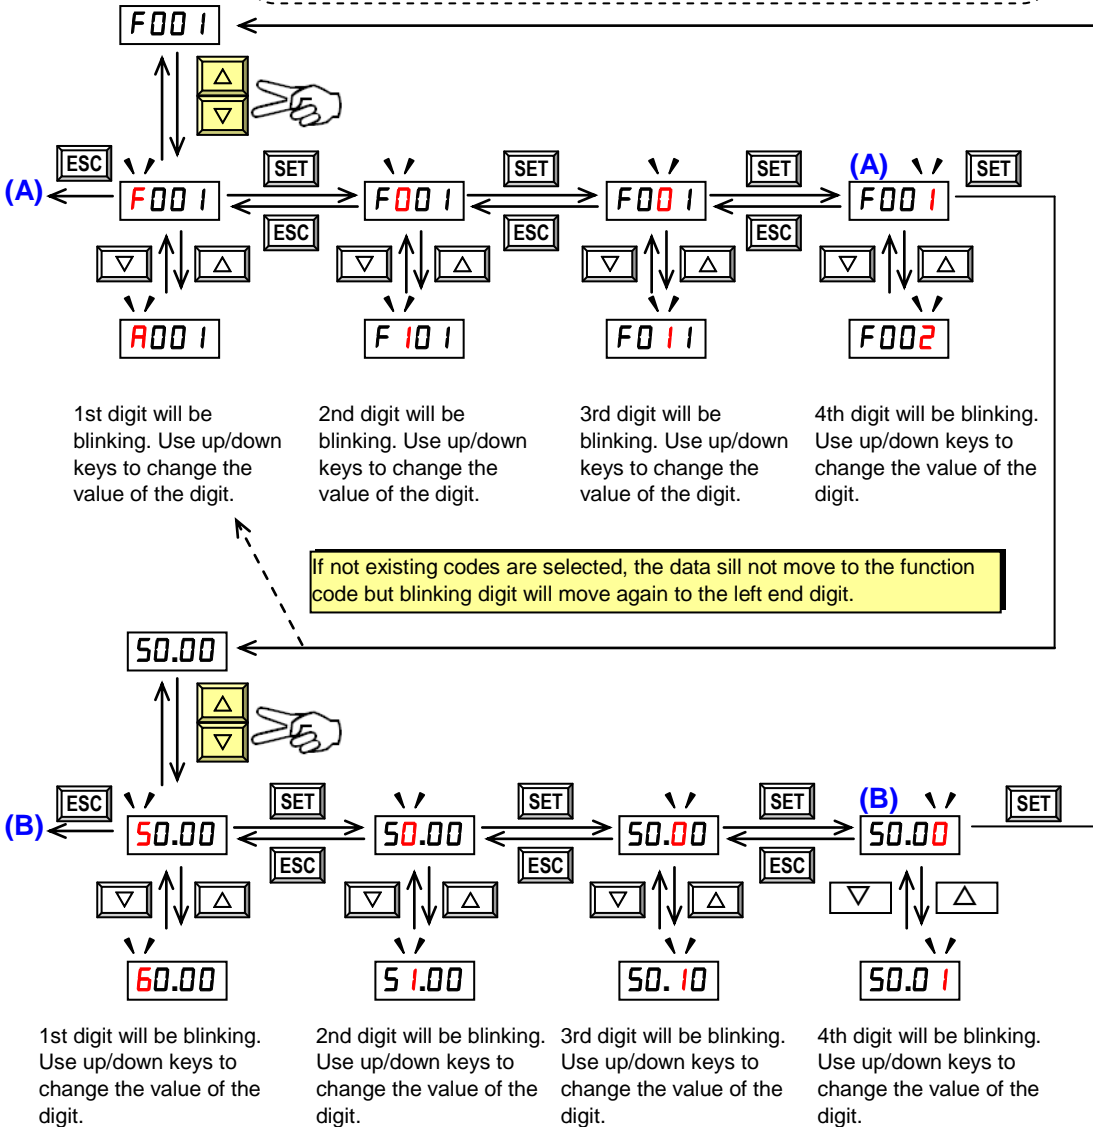 F001
△
▽
ESC
SET
SET
SET
(A)
SET
(A)
F001
F001
F001
F001
ESC
ESC
ESC
▽ △
▽ △
▽ △
▽ △
A001
F101
F011
F002
1st digit will be
blinking. Use up/down
keys to change the
value of the digit.
2nd digit will be
blinking. Use up/down
keys to change the
value of the digit.
3rd digit will be
blinking. Use up/down
keys to change the
value of the digit.
4th digit will be blinking.
Use up/down keys to
change the value of the
digit.
If not existing codes are selected, the data sill not move to the function
code but blinking digit will move again to the left end digit.
50.00
△
▽
ESC
SET
SET
SET
(B)
SET
(B)
50.00
50.00
50.00
50.00
ESC
ESC
ESC
▽ △
▽ △
▽ △
▽ △
60.00
51.00
50.10
50.01
1st digit will be blinking.
Use up/down keys to
change the value of the
digit.
2nd digit will be blinking.
Use up/down keys to
change the value of the
digit.
3rd digit will be blinking.
Use up/down keys to
change the value of the
digit.
4th digit will be blinking.
Use up/down keys to
change the value of the
digit.